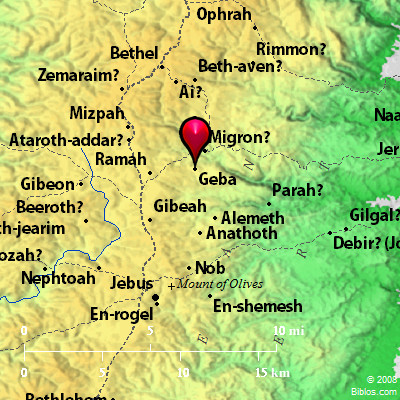 Ophrah
Rimmon?
Bethel
Beth-aven?
Zemaraim?
Ai?
Mizpah
Naa
Migron?
Ataroth-addar?
Jer
Ramah
Geba
Gibeon
Parah?
Beeroth?
Gibeah
Alemeth
Gilgal?
th-jearim
Anathoth
Debir? (Jo
ozah?
Nephtoah
Nob
Jebus
Mount of Olives
En-rogel
En-shemesh
0 5 10 mi
0 5 10 15 km
Bethlehem
© 2008
Biblos.com